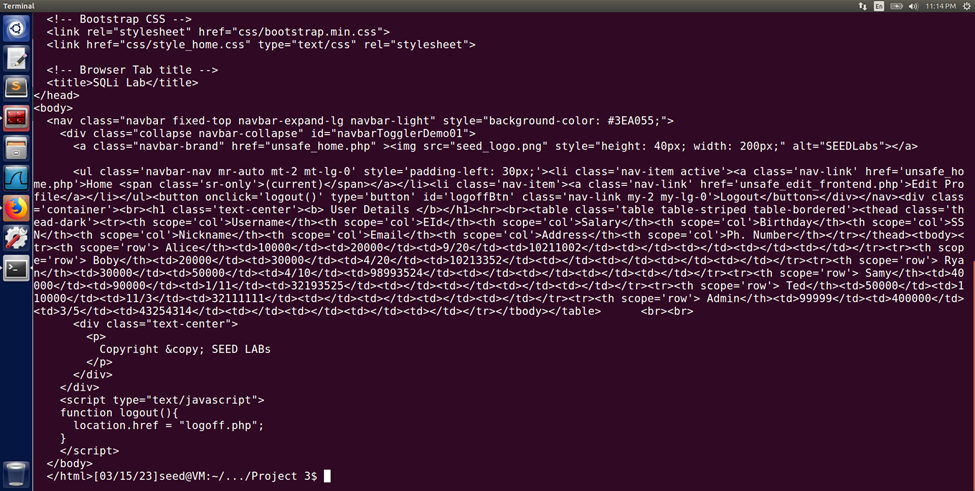 Terminal
En
11:14 PM
<!-- Bootstrap CSS -->
<link rel="stylesheet" href="css/bootstrap.min.css">
<link href="css/style_home.css" type="text/css" rel="stylesheet">
<!-- Browser Tab title -->
<title>SQLi Lab</title>
</head>
<body>
<nav class="navbar fixed-top navbar-expand-lg navbar-light" style="background-color: #3EA055;">
<div class="collapse navbar-collapse" id="navbarTogglerDemo01">
<a class="navbar-brand" href="unsafe_home.php" ><img src="seed_logo.png" style="height: 40px; width: 200px;" alt="SEEDLabs"></a>
<ul class='navbar-nav mr-auto mt-2 mt-lg-0' style='padding-left: 30px;'><li class='nav-item active'><a class='nav-link' href='unsafe_ho
me.php'>Home <span class='sr-only'>(current)</span></a></li><li class='nav-item'><a class='nav-link' href='unsafe_edit_frontend.php'>Edit Pro
file</a></li></ul><button onclick='logout()' type='button' id='logoffBtn' class='nav-link my-2 my-lg-0'>Logout</button></div></nav><div class
='container'><br><h1 class='text-center'><b> User Details </b></h1><hr><br><table class='table table-striped table-bordered'><thead class='th
ead-dark'><tr><th scope='col'>Username</th><th scope='col'>EId</th><th scope='col'>Salary</th><th scope='col'>Birthday</th><th scope='col'>SS
N</th><th scope='col'>Nickname</th><th scope='col'>Email</th><th scope='col'>Address</th><th scope='col'>Ph. Number</th></tr></thead><tbody><
tr><th scope='row'> Alice</th><td>10000</td><td>20000</td><td>9/20</td><td>10211002</td><td></td><td></td><td></td><td></td></tr><tr><th scop
e='row'> Boby</th><td>20000</td><td>30000</td><td>4/20</td><td>10213352</td><td></td><td></td><td></td><td></td></tr><tr><th scope='row'> Rya
n</th><td>30000</td><td>50000</td><td>4/10</td><td>98993524</td><td></td><td></td><td></td><td></td></tr><tr><th scope='row'> Samy</th><td>40
000</td><td>90000</td><td>1/11</td><td>32193525</td><td></td><td></td><td></td><td></td></tr><tr><th scope='row'> Ted</th><td>50000</td><td>1
10000</td><td>11/3</td><td>32111111</td><td></td><td></td><td></td><td></td></tr><tr><th scope='row'> Admin</th><td>99999</td><td>400000</td>
<td>3/5</td><td>43254314</td><td></td><td></td><td></td><td></td></tr></tbody></table>      <br><br>
<div class="text-center">
<p>
Copyright &copy; SEED LABs
</p>
</div>
</div>
<script type="text/javascript">
function logout(){
location.href = "logoff.php";
}
</script>
</body>
</html>[03/15/23]seed@VM:~/.../Project 3$